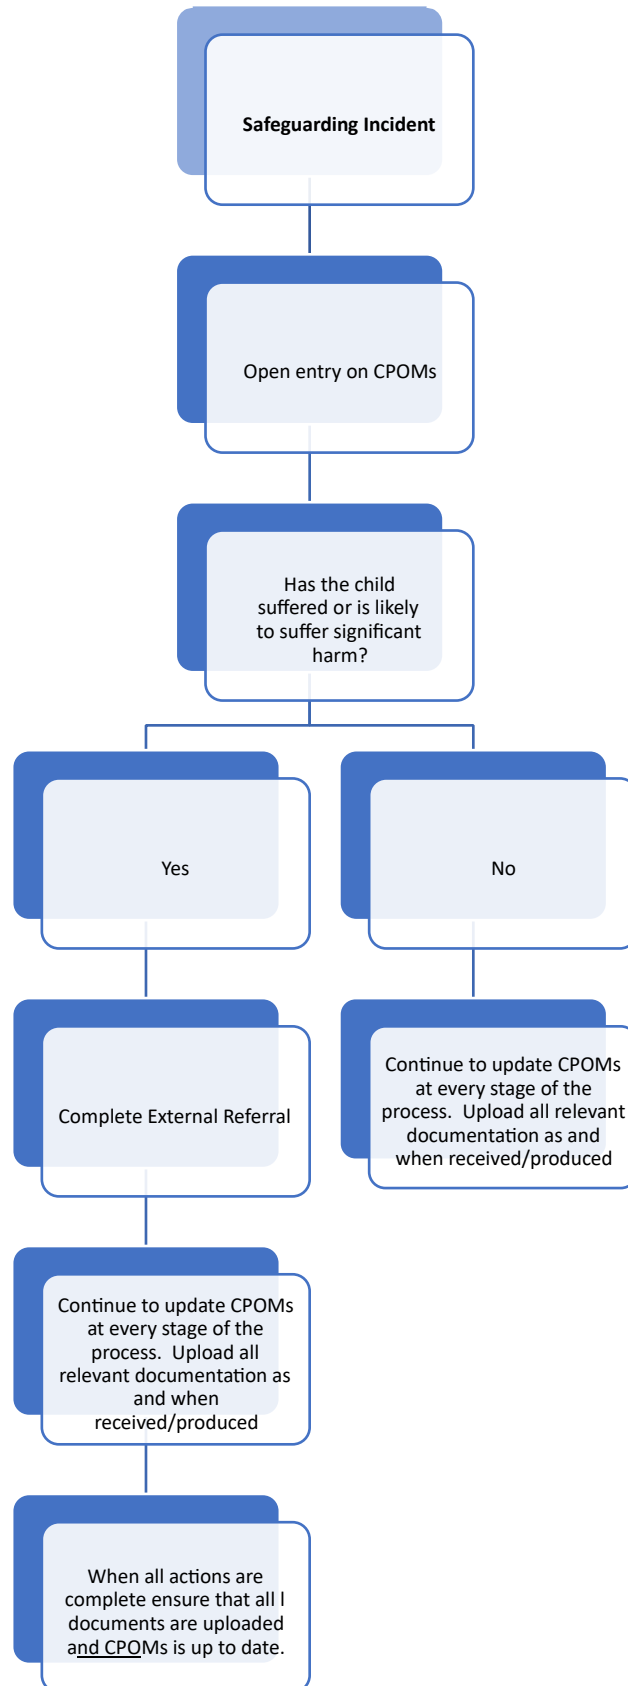 Safeguarding Incident
Open entry on CPOMs
Has the child
suffered or is likely
to suffer significant
harm?
Yes
No
Complete External Referral
Continue to update CPOMs
at every stage of the
process.  Upload all relevant
documentation as and
when received/produced
Continue to update CPOMs
at every stage of the
process.  Upload all
relevant documentation as
and when
received/produced
When all actions are
complete ensure that all l
documents are uploaded
and CPOMs is up to date.